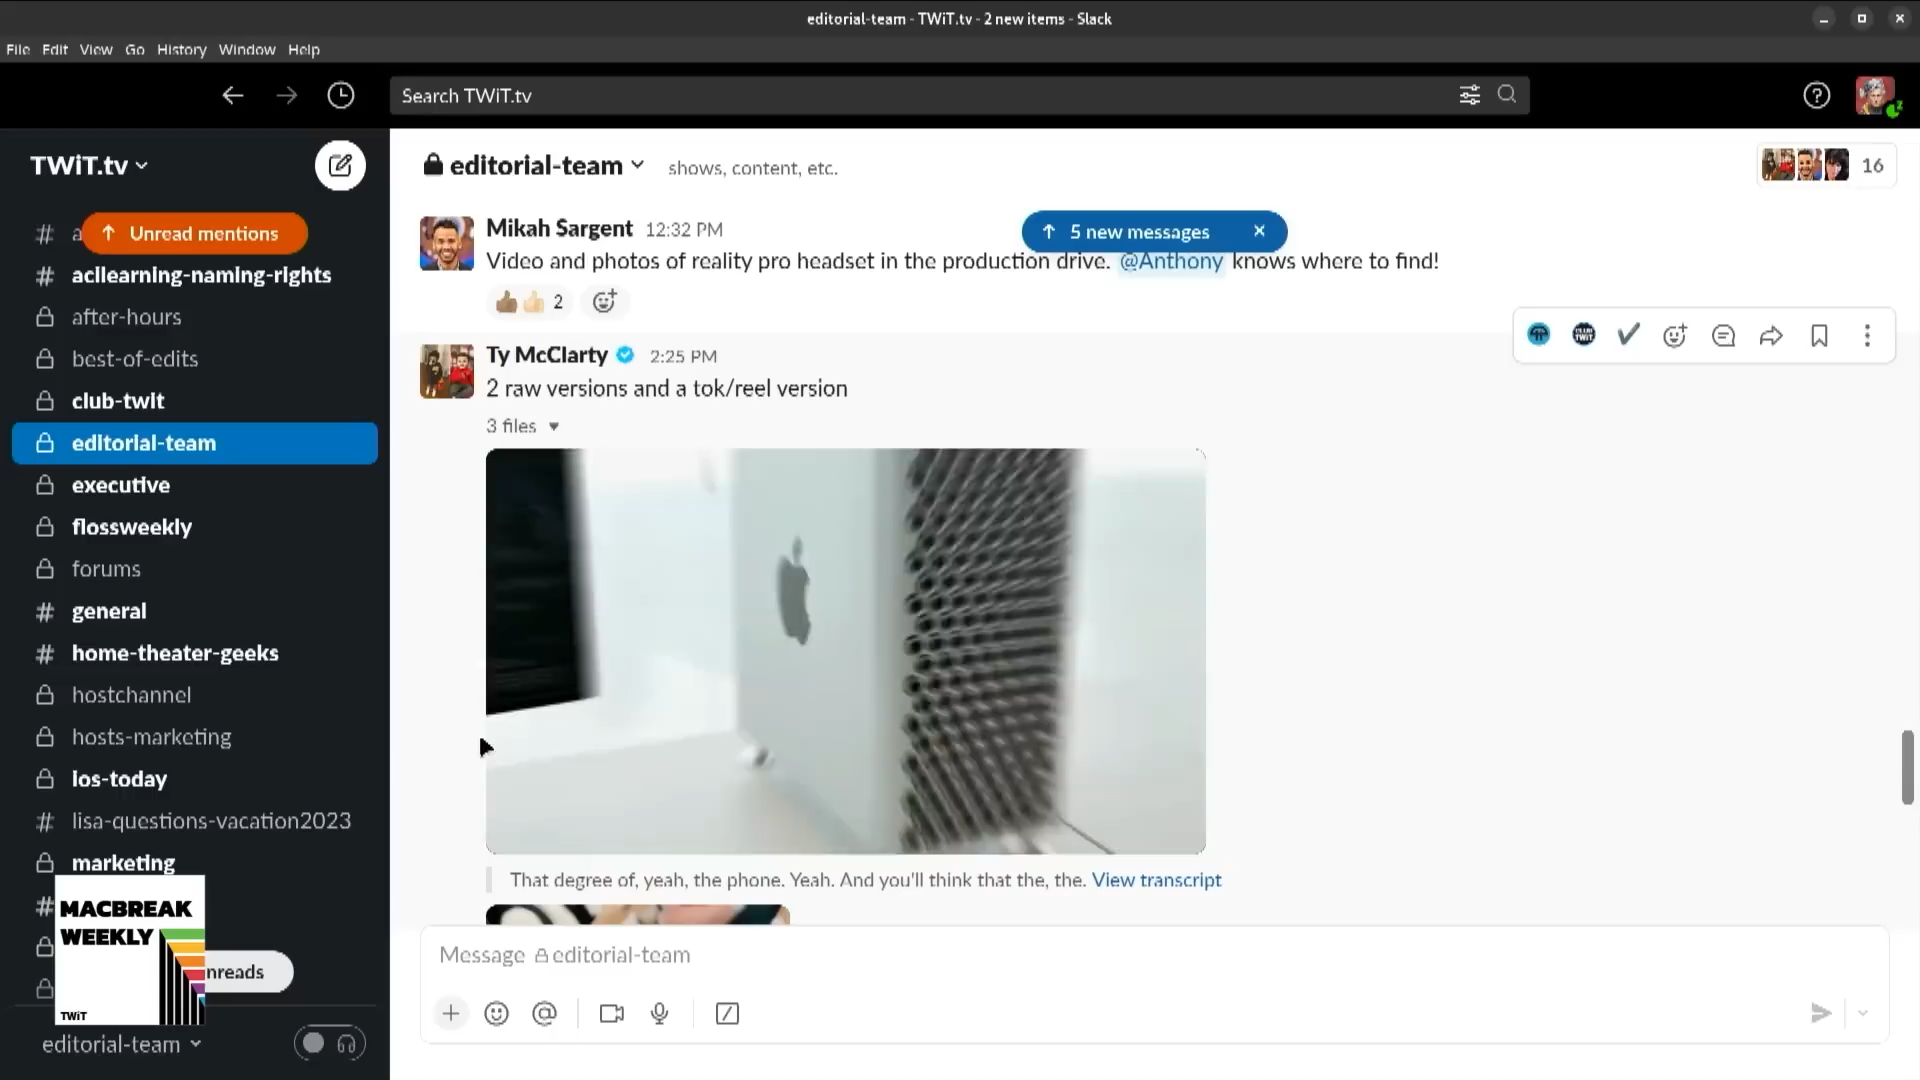 editorial-team - TWiT.tv - 2 new items - Slack
File Edit View Go History Window Help
Search TWiT.tv
TWiT.tv
Unread mentions
acilearning-naming-rights
after-hours
best-of-edits
club-twit
editorial-team
executive
flossweekly
forums
general
home-theater-geeks
hostchannel
hosts-marketing
ios-today
lisa-questions-vacation2023
marketing
MACBREAK
WEEKLY
TWiT
nreads
editorial-team
editorial-team shows, content, etc.
16
5 new messages
Mikah Sargent 12:32 PM
Video and photos of reality pro headset in the production drive. @Anthony knows where to find!
2
Ty McClarty 2:25 PM
2 raw versions and a tok/reel version
3 files
That degree of, yeah, the phone. Yeah. And you'll think that the, the. View transcript
Message editorial-team